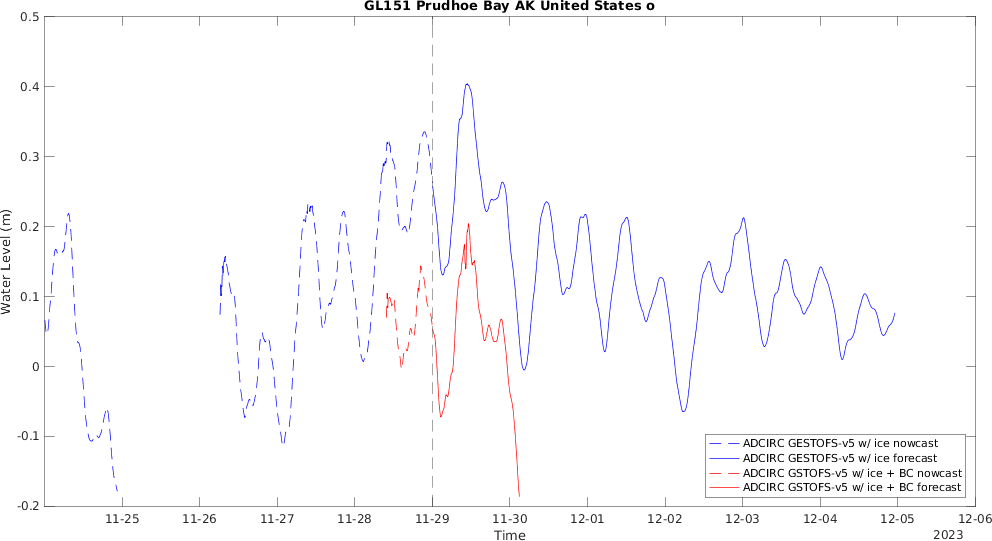 GL151 Prudhoe Bay AK United States o
0.5
0.4
0.3
0.2
0.1
0
-0.1
-0.2
Water Level (m)
11-25 11-26 11-27 11-28 11-29 11-30 12-01 12-02 12-03 12-04 12-05 12-06
Time
2023
ADCIRC GESTOFS-v5 w/ ice nowcast
ADCIRC GESTOFS-v5 w/ ice forecast
ADCIRC GSTOFS-v5 w/ ice + BC nowcast
ADCIRC GSTOFS-v5 w/ ice + BC forecast